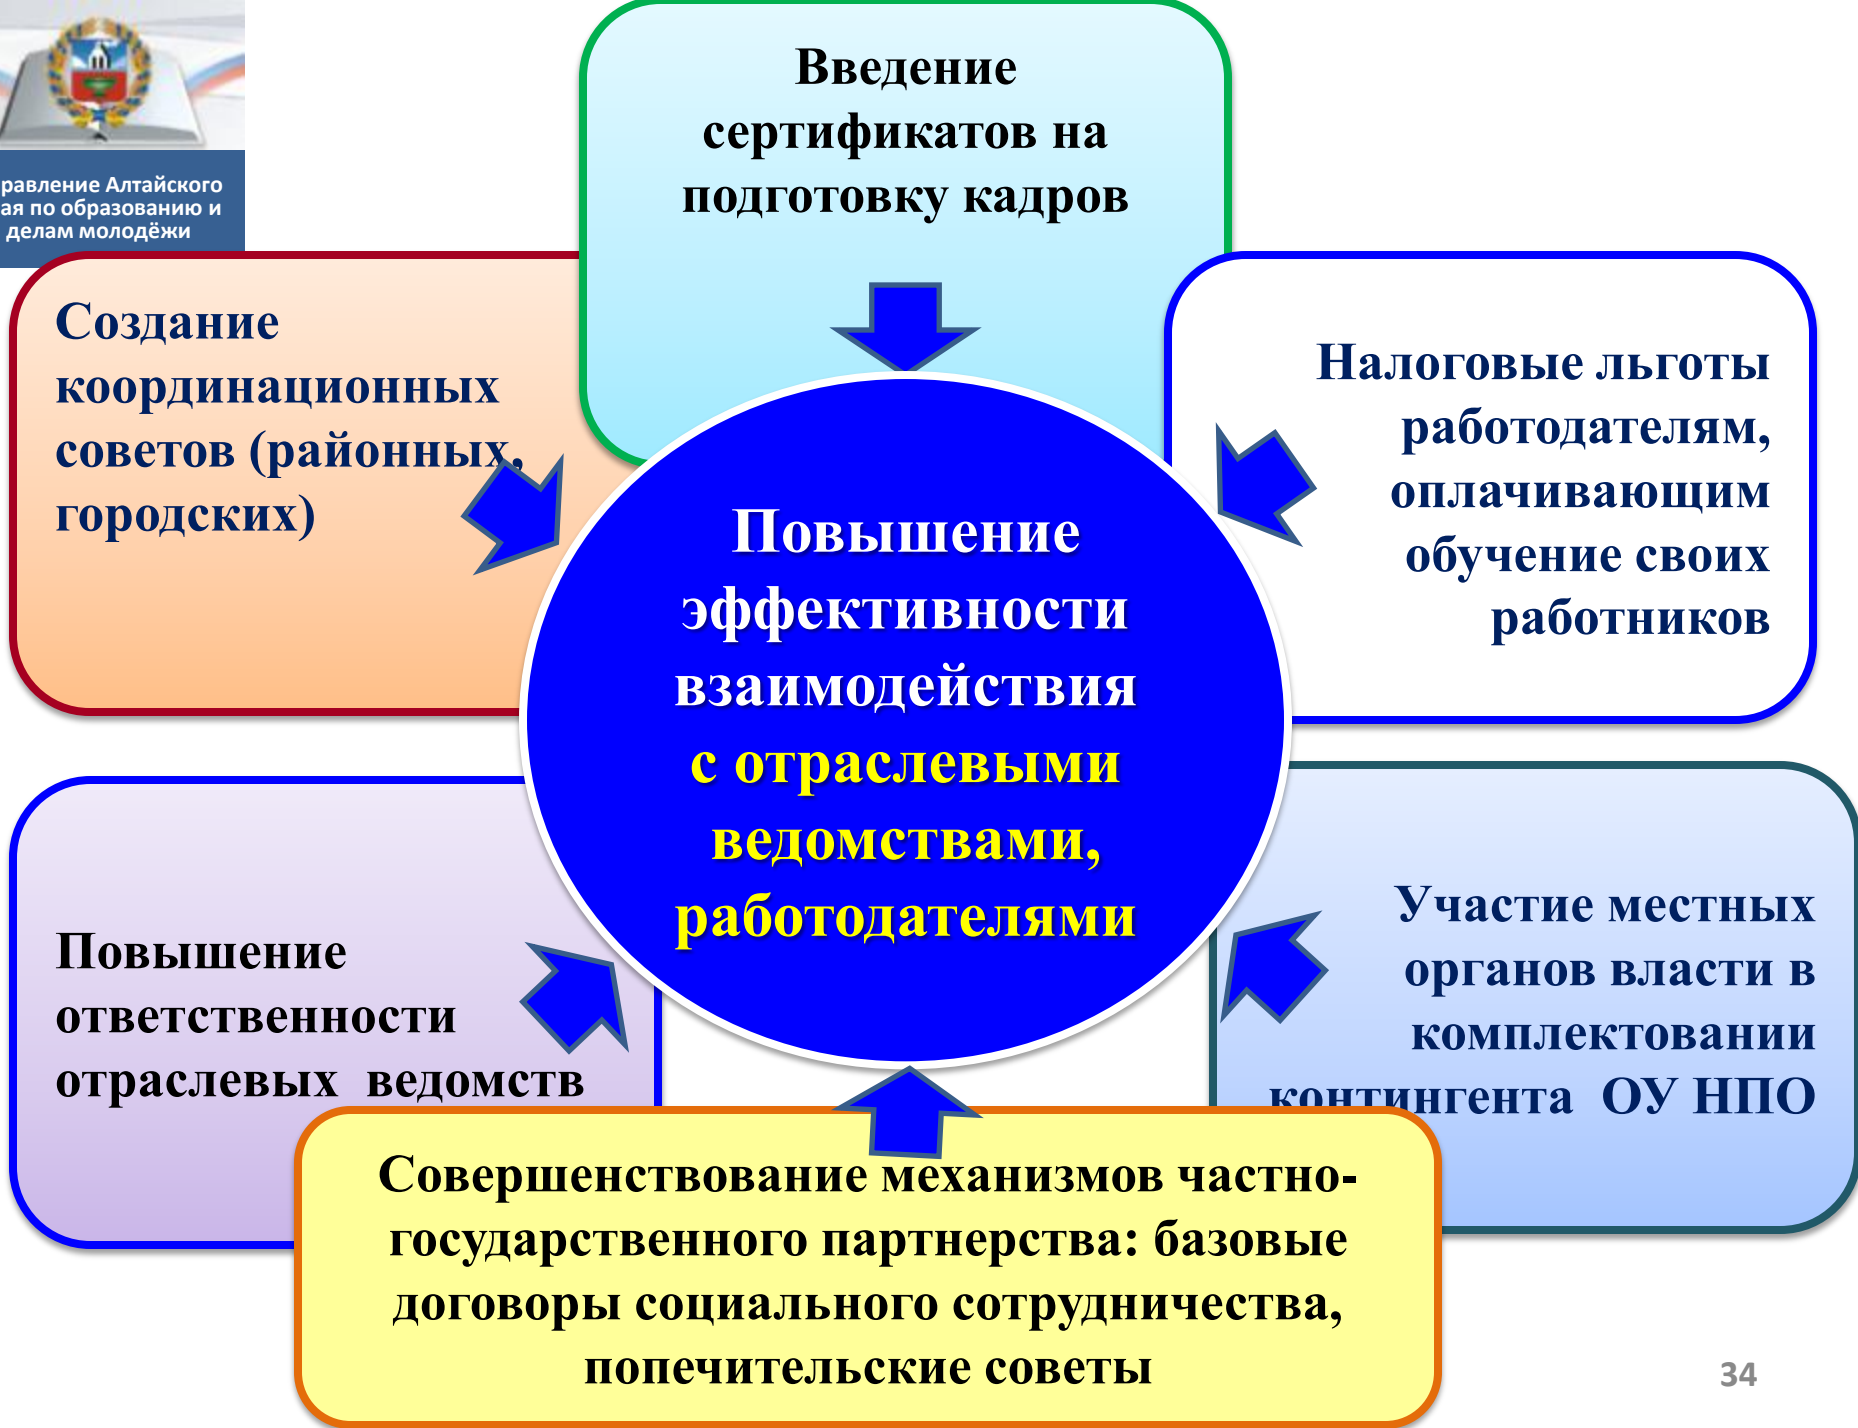 равление Алтайского
ая по образованию и
делам молодёжи
Введение
сертификатов на
подготовку кадров
Создание
координационных
советов (районных,
городских)
Налоговые льготы
работодателям,
оплачивающим
обучение своих
работников
Повышение
эффективности
взаимодействия
с отраслевыми
ведомствами,
работодателями
Повышение
ответственности
отраслевых ведомств
Участие местных
органов власти в
комплектовании
контингента ОУ НПО
Совершенствование механизмов частно-
государственного партнерства: базовые
договоры социального сотрудничества,
попечительские советы
34